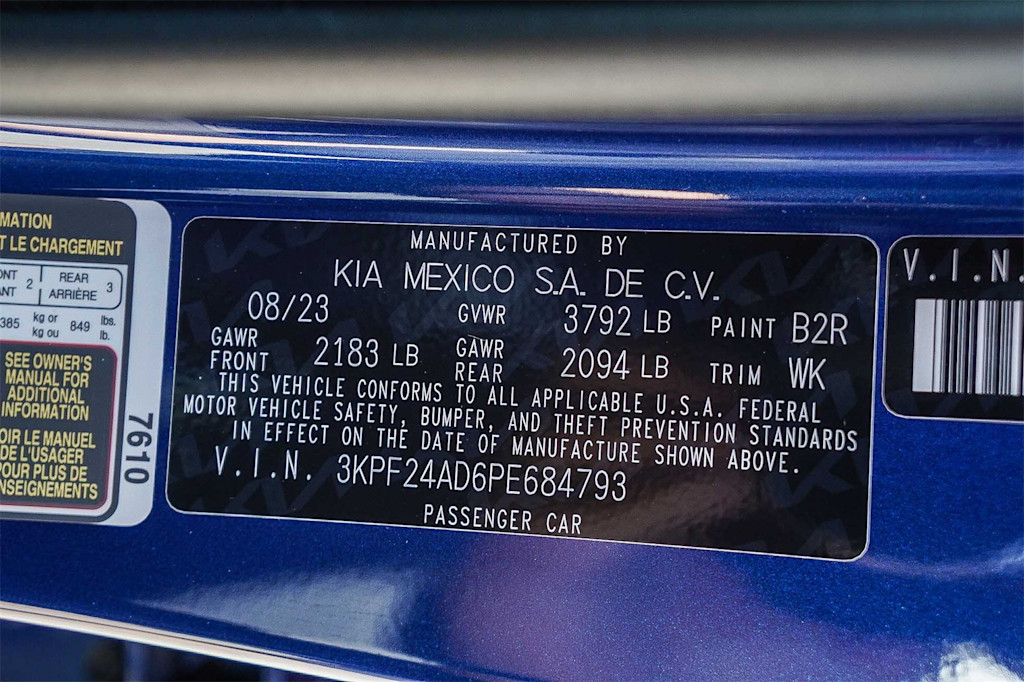 MATION
T LE CHARGEMENT
REAR 3
ARRIÈRE
2
385 kg or 849 lbs.
kg ou lb.
SEE OWNER'S
MANUAL FOR
ADDITIONAL
INFORMATION
OIR LE MANUEL
DE L'USAGER
POUR PLUS DE
NSEIGNEMENTS
7610
MANUFACTURED BY
KIA MEXICO S.A. DE C.V.
08/23 GVWR 3792 LB PAINT B2R
GAWR FRONT 2183 LB GAWR REAR 2094 LB TRIM WK
THIS VEHICLE CONFORMS TO ALL APPLICABLE U.S.A. FEDERAL
MOTOR VEHICLE SAFETY, BUMPER, AND THEFT PREVENTION STANDARDS
IN EFFECT ON THE DATE OF MANUFACTURE SHOWN ABOVE.
V.I.N. 3KPF24AD6PE684793
PASSENGER CAR
V.I.N.